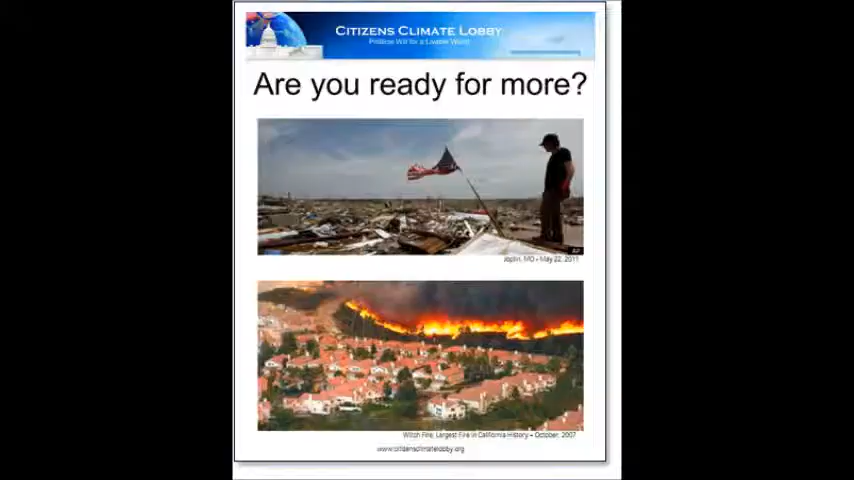 CITIZENS CLIMATE LOBBY
Political Will for a Livable World
Are you ready for more?
AP
Joplin, MO - May 22, 2011
Witch Fire, Largest Fire in California History – October, 2007
www.citizensclimatelobby.org